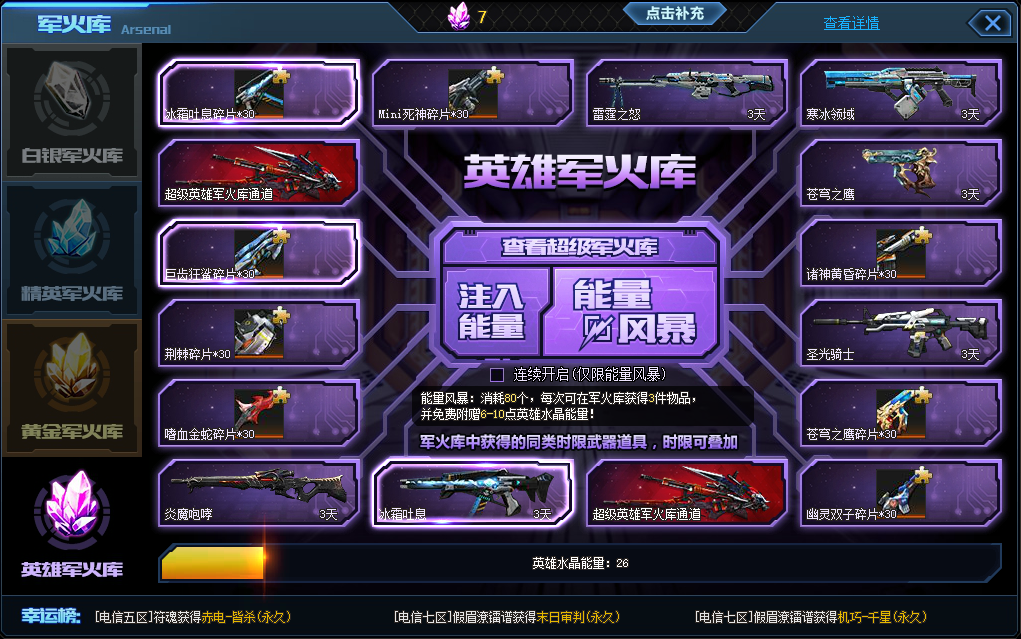 军火库 Arsenal
7
点击补充
查看详情
白银军火库
精英军火库
黄金军火库
英雄军火库
冰霜吐息碎片*30
Mini死神碎片*30
雷霆之怒 3天
寒冰领域 3天
超级英雄军火库通道
英雄军火库
苍穹之鹰 3天
巨齿狂鲨碎片*30
查看超级军火库
诸神黄昏碎片*30
注入能量
能量风暴
荆棘碎片*30
圣光骑士 3天
连续开启(仅限能量风暴)
能量风暴：消耗80个，每次可在军火库获得3件物品，
并免费附赠6-10点英雄水晶能量！
嗜血金蛇碎片*30
苍穹之鹰碎片*30
军火库中获得的同类时限武器道具，时限可叠加
炎魔咆哮 3天
冰霜吐息 3天
超级英雄军火库通道
幽灵双子碎片*30
英雄水晶能量：26
幸运榜: [电信五区]符魂获得赤电-皆杀(永久) [电信七区]假眉潦镭谱获得末日审判(永久) [电信七区]假眉潦镭谱获得机巧-千星(永久)